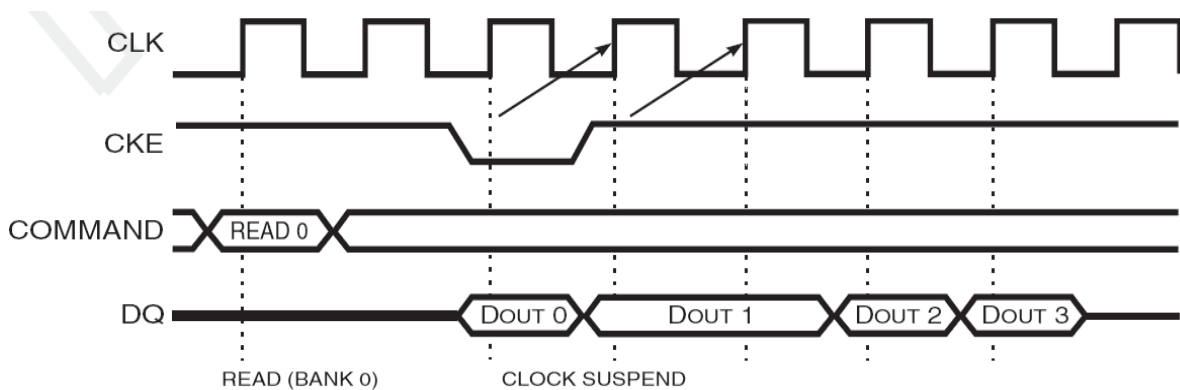 CLK
CKE
COMMAND
READ 0
DQ
DOUT 0
DOUT 1
DOUT 2
DOUT 3
READ (BANK 0)
CLOCK SUSPEND